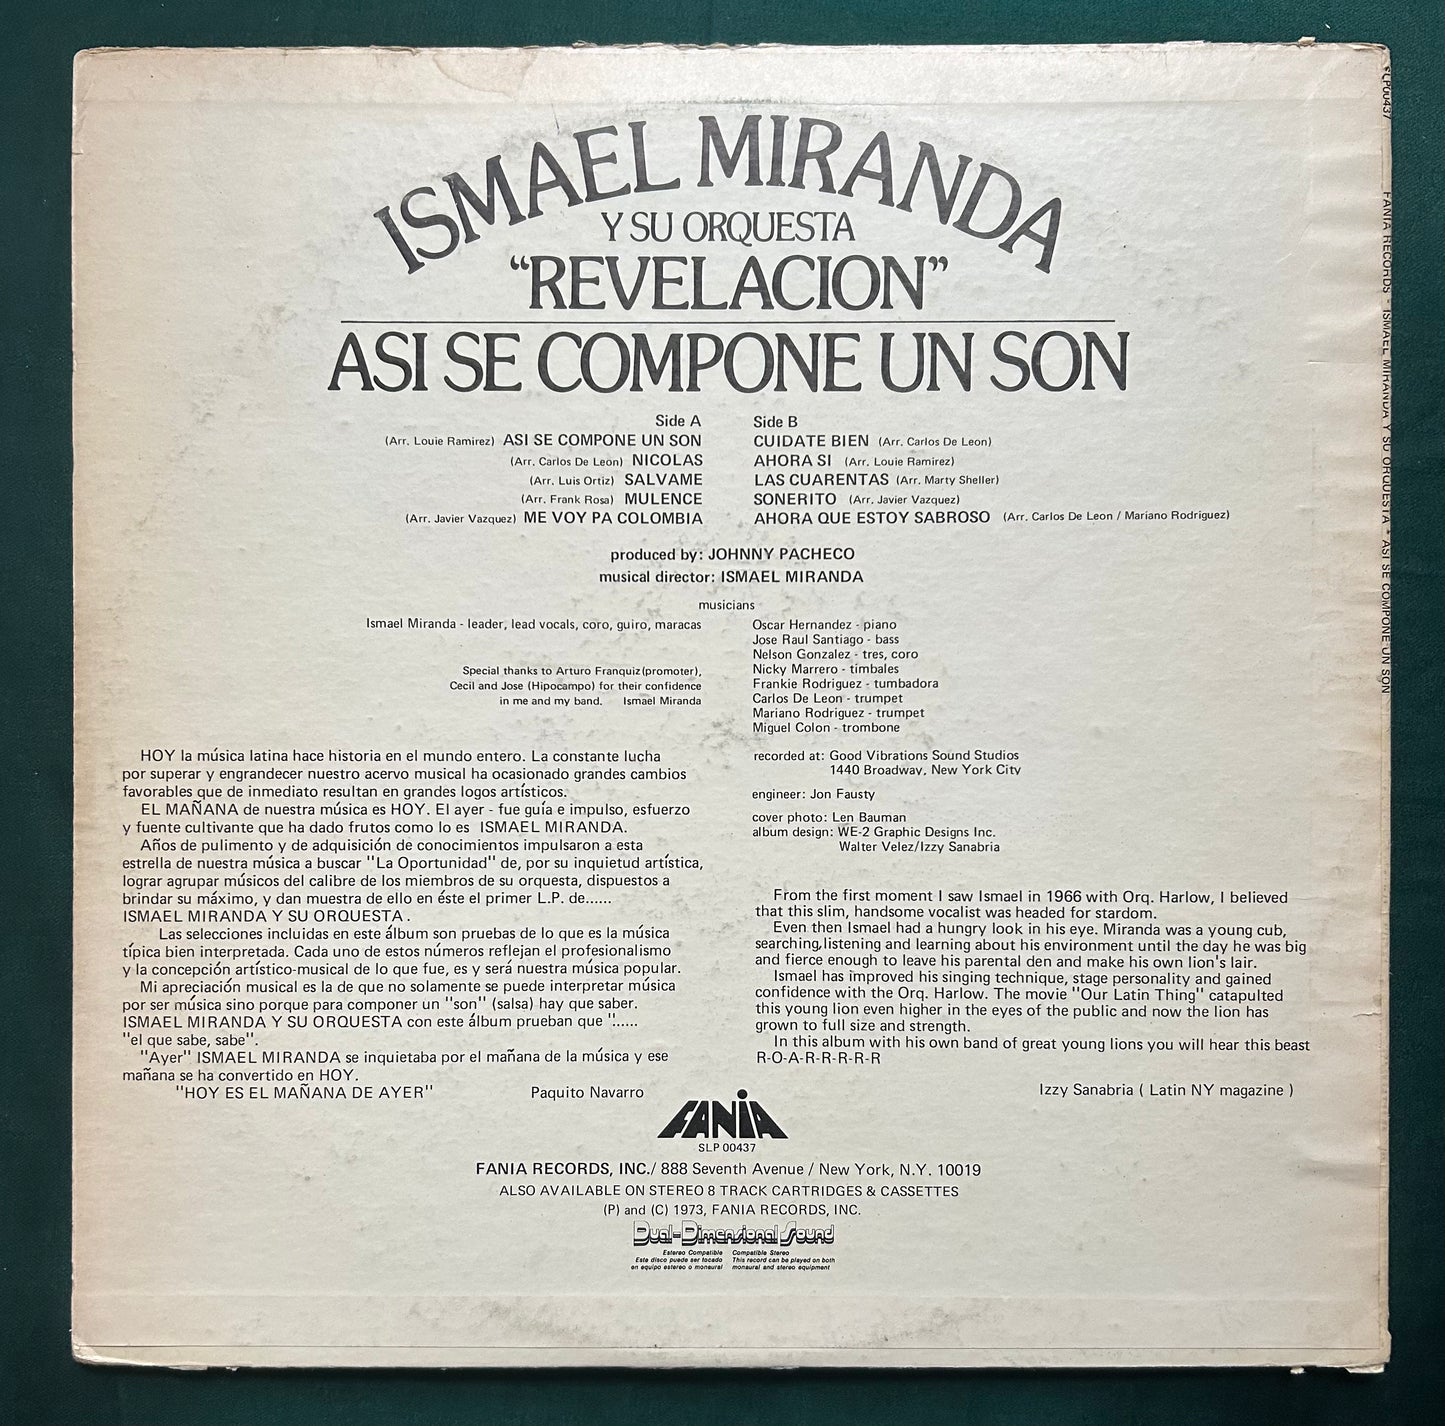 ISMAEL MIRANDA
Y SU ORQUESTA
“REVELACION”
ASI SE COMPONE UN SON
Side A
(Arr. Louie Ramirez) ASI SE COMPONE UN SON
(Arr. Carlos De Leon) NICOLAS
(Arr. Luis Ortiz) SALVAME
(Arr. Frank Rosa) MULENCE
(Arr. Javier Vazquez) ME VOY PA COLOMBIA
Side B
CUIDATE BIEN (Arr. Carlos De Leon)
AHORA SI (Arr. Louie Ramirez)
LAS CUARENTAS (Arr. Marty Sheller)
SONERITO (Arr. Javier Vazquez)
AHORA QUE ESTOY SABROSO (Arr. Carlos De Leon / Mariano Rodriguez)
produced by: JOHNNY PACHECO
musical director: ISMAEL MIRANDA
musicians
Ismael Miranda - leader, lead vocals, coro, guiro, maracas
Special thanks to Arturo Franquiz(promoter),
Cecil and Jose (Hipocampo) for their confidence
in me and my band. Ismael Miranda
Oscar Hernandez - piano
Jose Raul Santiago - bass
Nelson Gonzalez - tres, coro
Nicky Marrero - timbales
Frankie Rodriguez - tumbadora
Carlos De Leon - trumpet
Mariano Rodriguez - trumpet
Miguel Colon - trombone
HOY la música latina hace historia en el mundo entero. La constante lucha
por superar y engrandecer nuestro acervo musical ha ocasionado grandes cambios
favorables que de inmediato resultan en grandes logos artísticos.
EL MAÑANA de nuestra música es HOY. El ayer - fue guía e impulso, esfuerzo
y fuente cultivante que ha dado frutos como lo es ISMAEL MIRANDA.
Años de pulimento y de adquisición de conocimientos impulsaron a esta
estrella de nuestra música a buscar "La Oportunidad" de, por su inquietud artística,
lograr agrupar músicos del calibre de los miembros de su orquesta, dispuestos a
brindar su máximo, y dan muestra de ello en éste el primer L.P. de......
ISMAEL MIRANDA Y SU ORQUESTA.
Las selecciones incluidas en este álbum son pruebas de lo que es la música
típica bien interpretada. Cada uno de estos números reflejan el profesionalismo
y la concepción artístico-musical de lo que fue, es y será nuestra música popular.
Mi apreciación musical es la de que no solamente se puede interpretar música
por ser música sino porque para componer un "son" (salsa) hay que saber.
ISMAEL MIRANDA Y SU ORQUESTA con este álbum prueban que "......
"el que sabe, sabe".
"Ayer" ISMAEL MIRANDA se inquietaba por el mañana de la música y ese
mañana se ha convertido en HOY.
"HOY ES EL MAÑANA DE AYER" Paquito Navarro
recorded at: Good Vibrations Sound Studios
1440 Broadway, New York City
engineer: Jon Fausty
cover photo: Len Bauman
album design: WE-2 Graphic Designs Inc.
Walter Velez/Izzy Sanabria
From the first moment I saw Ismael in 1966 with Orq. Harlow, I believed
that this slim, handsome vocalist was headed for stardom.
Even then Ismael had a hungry look in his eye. Miranda was a young cub,
searching,listening and learning about his environment until the day he was big
and fierce enough to leave his parental den and make his own lion's lair.
Ismael has improved his singing technique, stage personality and gained
confidence with the Orq. Harlow. The movie "Our Latin Thing" catapulted
this young lion even higher in the eyes of the public and now the lion has
grown to full size and strength.
In this album with his own band of great young lions you will hear this beast
R-O-A-R-R-R-R-R
Izzy Sanabria ( Latin NY magazine )
FANIA
SLP 00437
FANIA RECORDS, INC./ 888 Seventh Avenue / New York, N.Y. 10019
ALSO AVAILABLE ON STEREO 8 TRACK CARTRIDGES & CASSETTES
(P) and (C) 1973, FANIA RECORDS, INC.
Dual-Dimensional Sound
Estereo Compatible
Este disco puede ser tocado
en equipo estereo o monaural
Compatible Stereo
This record can be played on both
monaural and stereo equipment
SLP00437 FANIA RECORDS - ISMAEL MIRANDA Y SU ORQUESTA * ASI SE COMPONE UN SON